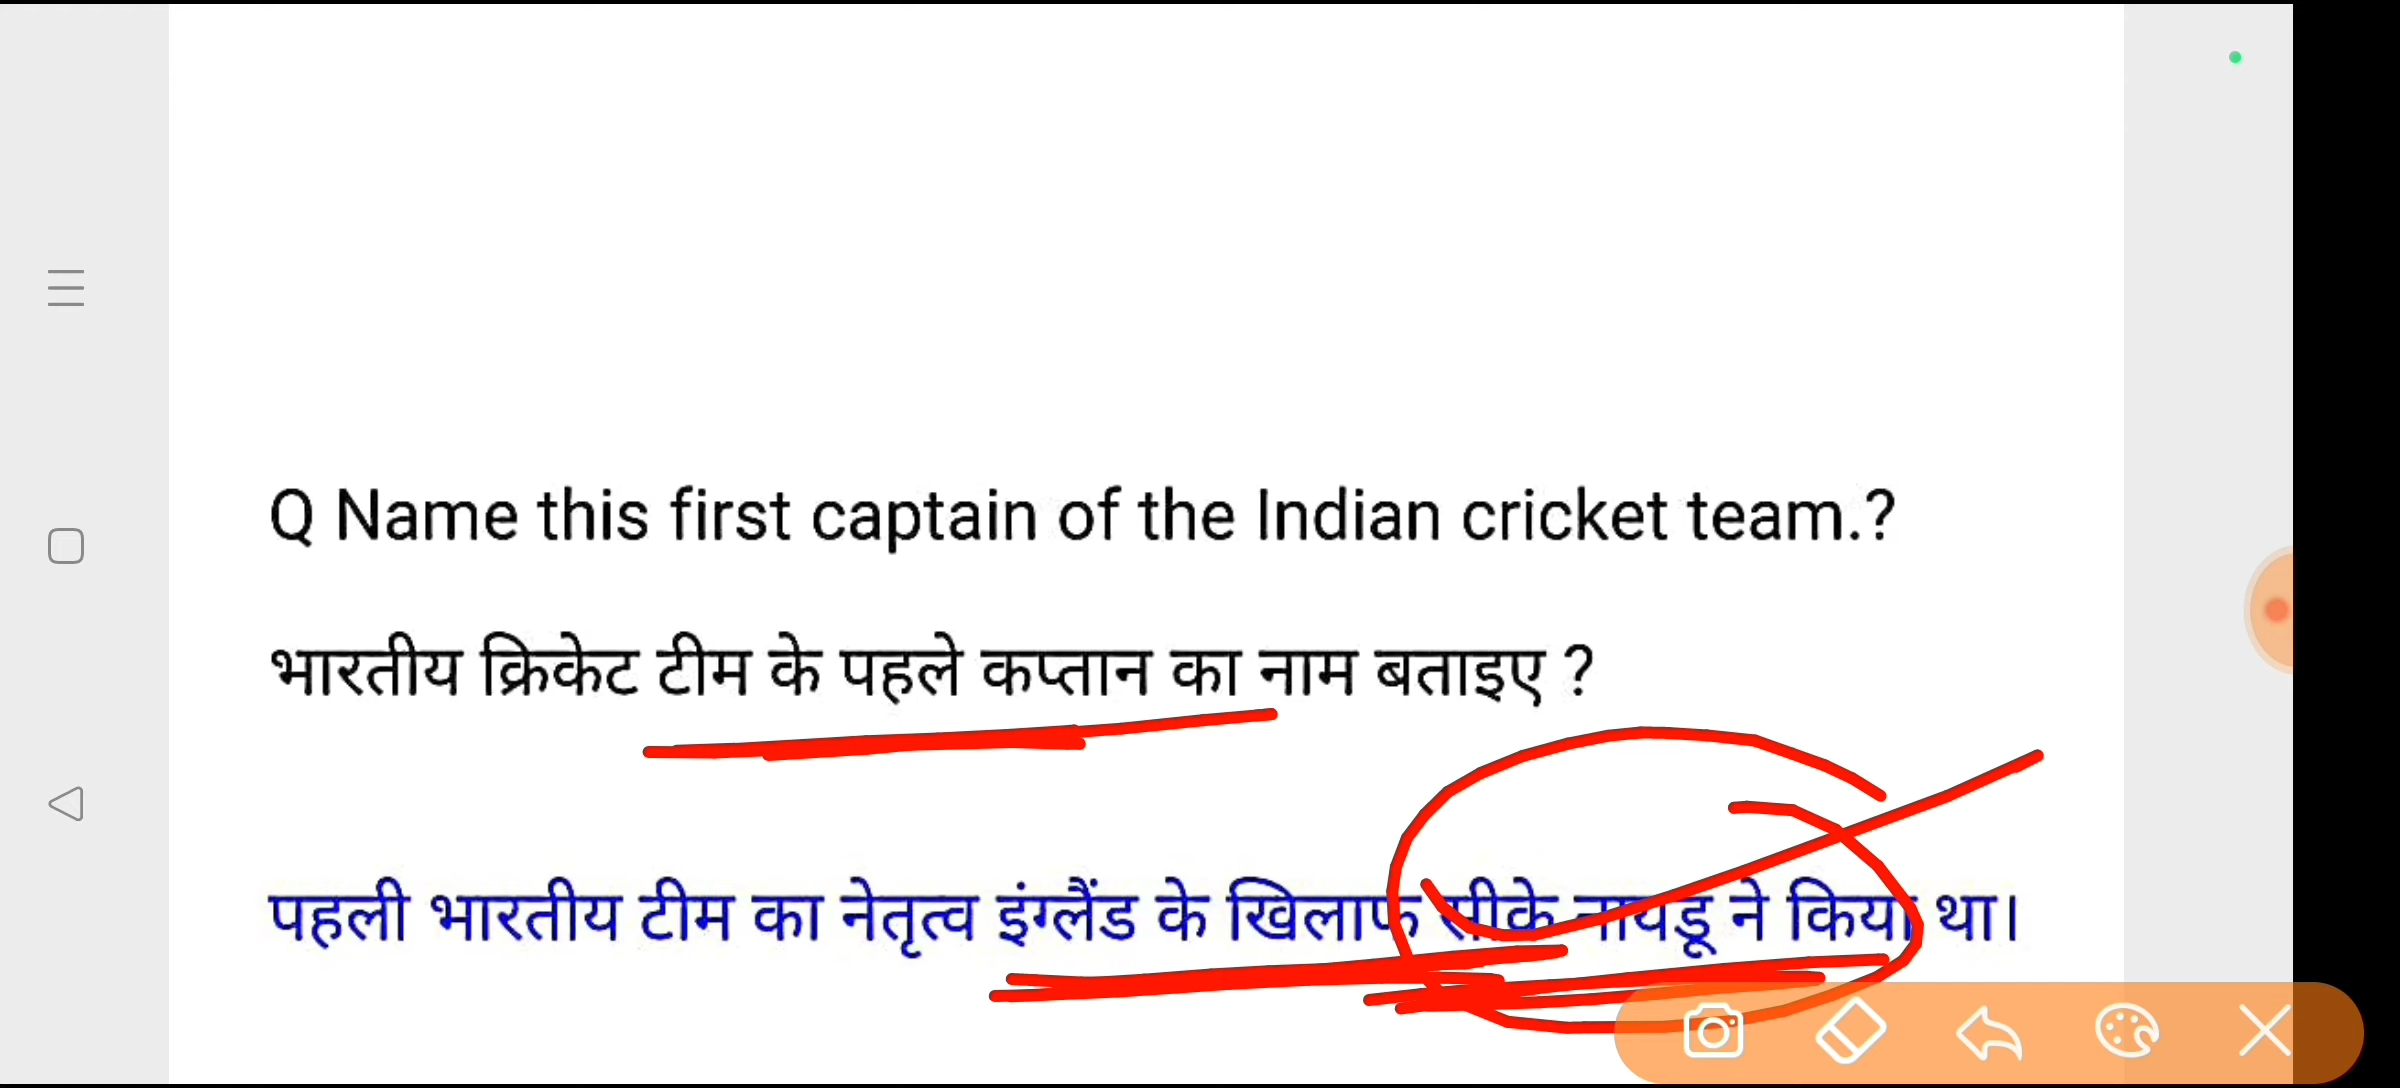 Q Name this first captain of the Indian cricket team.?
भारतीय क्रिकेट टीम के पहले कप्तान का नाम बताइए ?
पहली भारतीय टीम का नेतृत्व इंग्लैंड के खिलाफ सीके नायडू ने किया था।